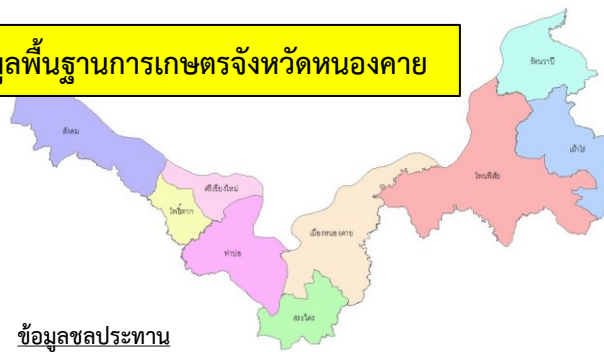 ูลพื้นฐานการเกษตรจังหวัดหนองคาย
รัตนวาปี
สังคม
เฝ้าไร่
ศรีเชียงใหม่
โพนพิสัย
โพธิ์ตาก
เมืองหนองคาย
ท่าบ่อ
สระใคร
ข้อมูลชลประทาน